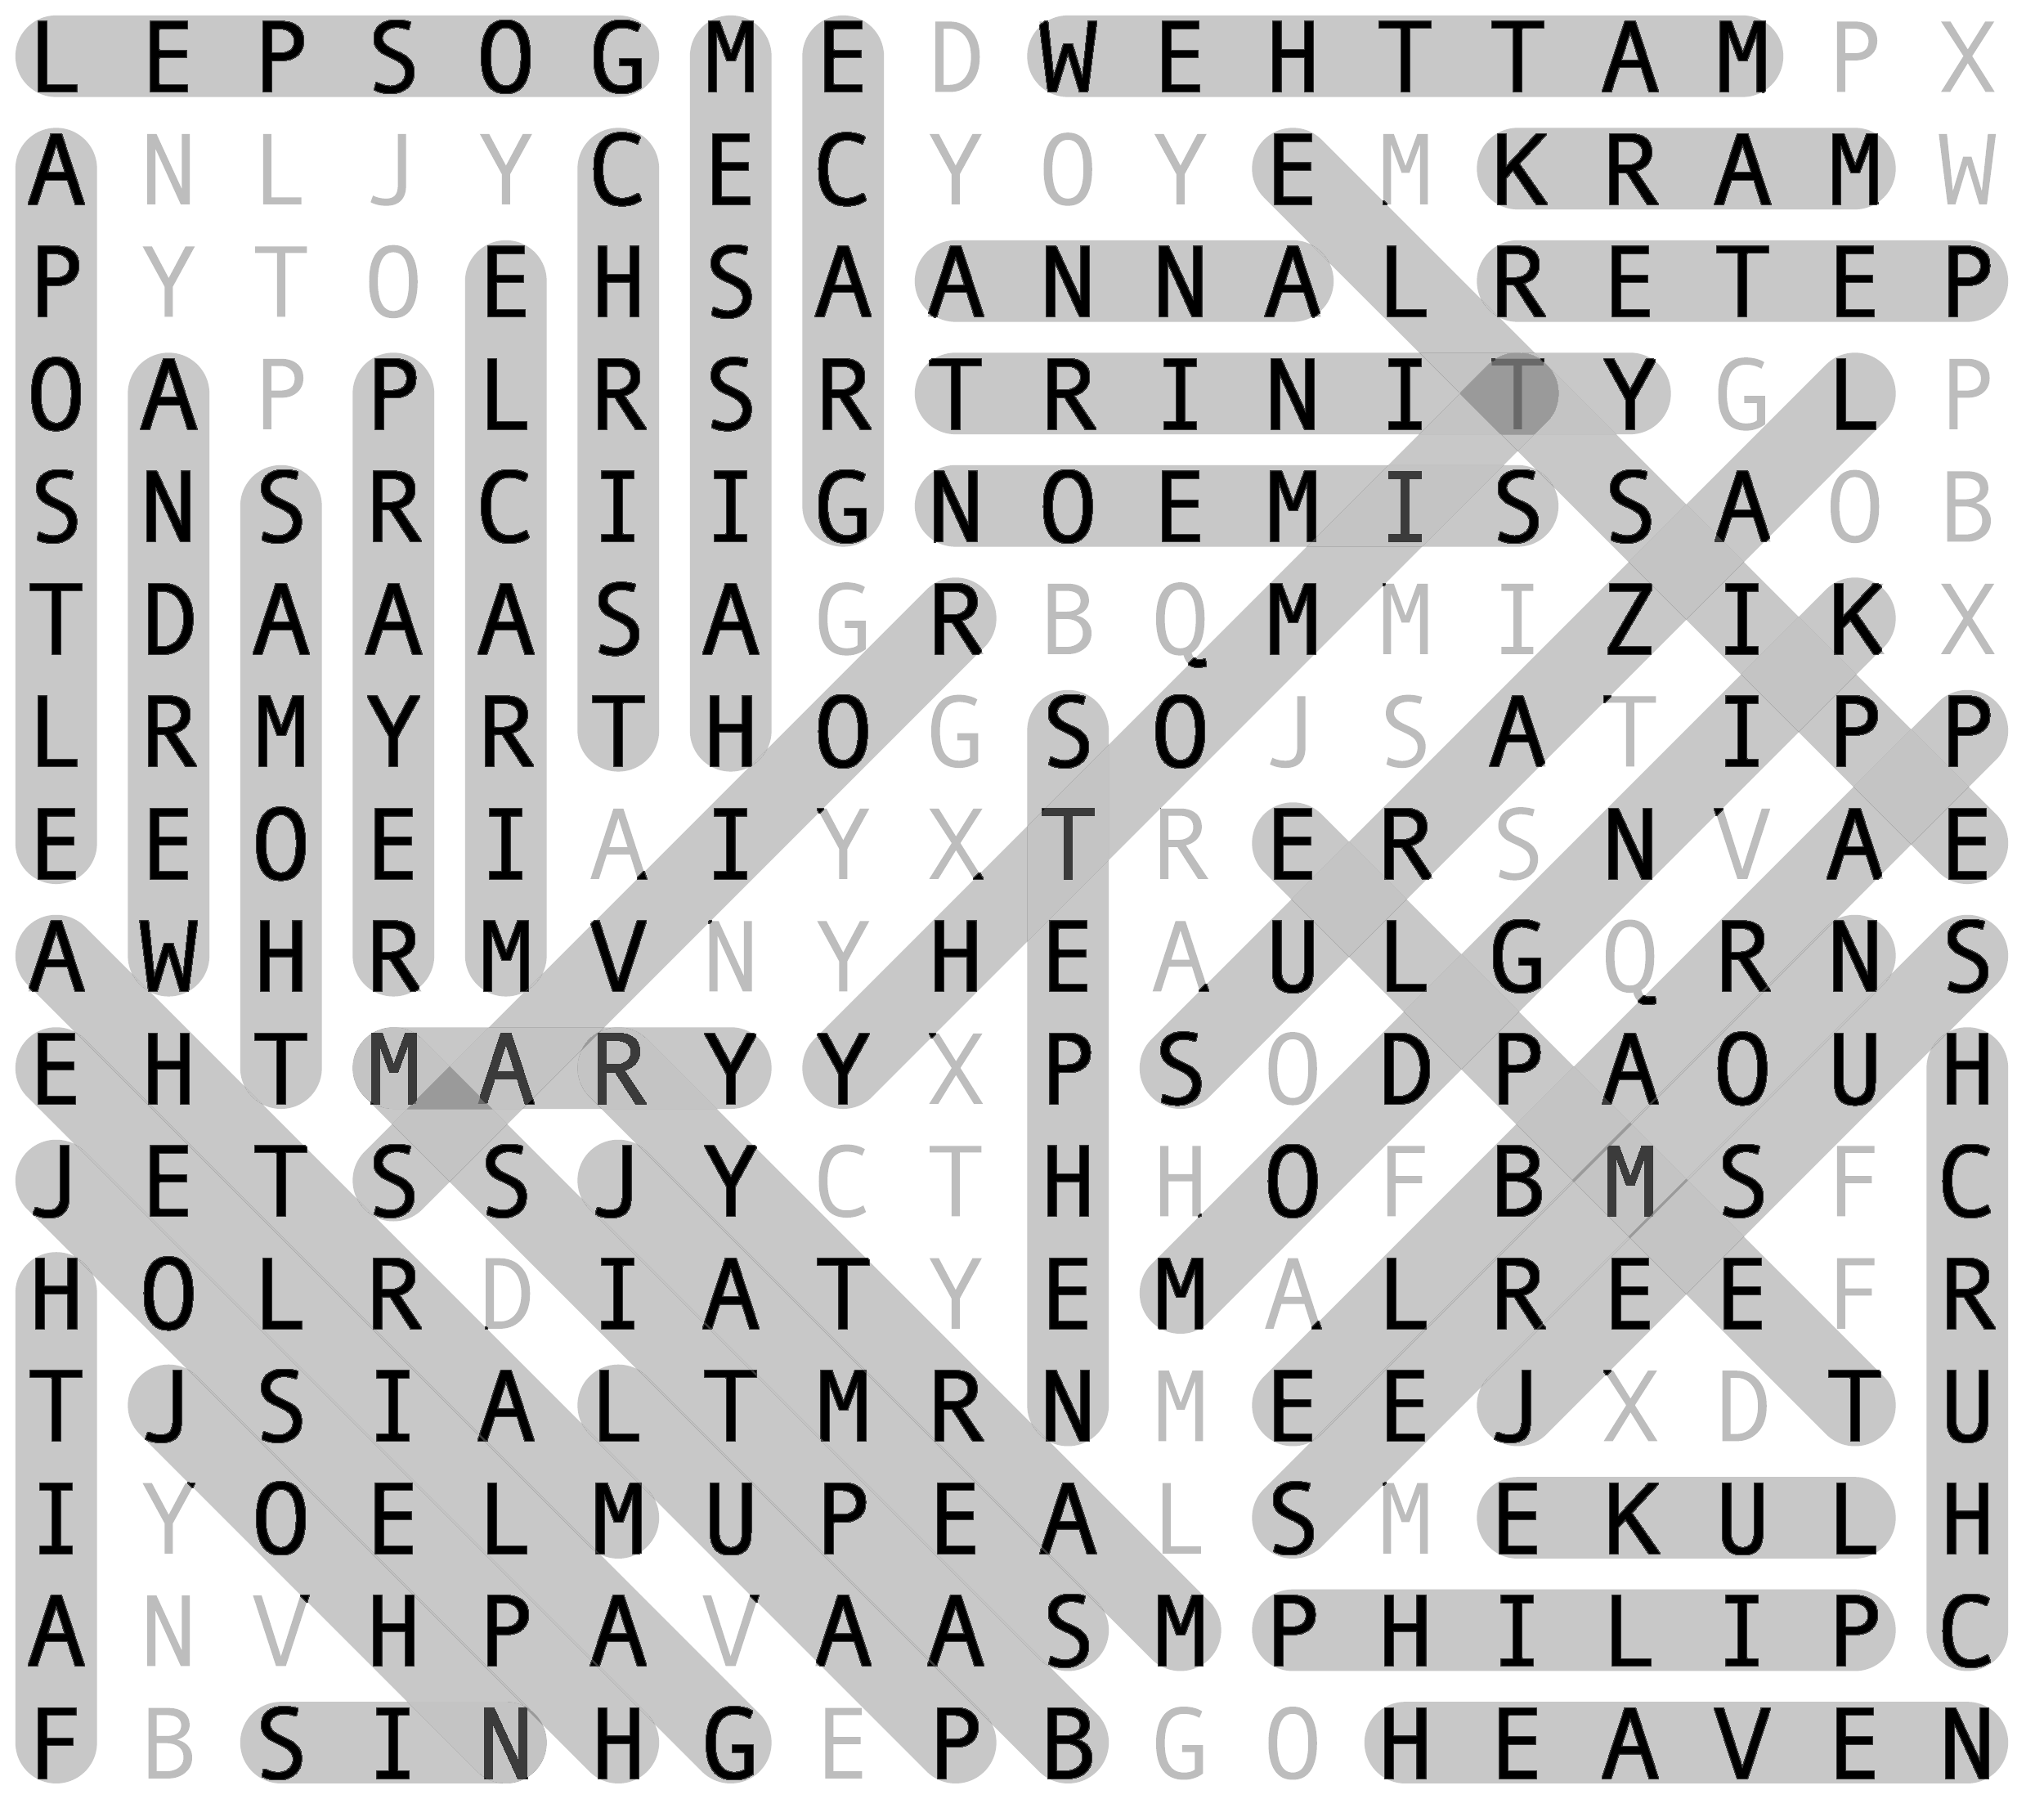 L E P S O G M E D W E H T T A M P X
A N L J Y C E C Y O Y E M K R A M W
P Y T O E H S A A N N A L R E T E P
O A P P L R S R T R I N I T Y G L P
S N S R C I I G N O E M I S S A O B
T D A A A S A G R B Q M M I Z I K X
L R M Y R T H O G S O J S A T I P P
E E O E I A I Y X T R E R S N V A E
A W H R M V N Y H E A U L G Q R N S
E H T M A R Y Y X P S O D P A O U H
J E T S S J Y C T H H O F B M S F C
H O L R D I A T Y E M A L R E E F R
T J S I A L T M R N M E E J X D T U
I Y O E L M U P E A L S M E K U L H
A N V H P A V A A S M P H I L I P C
F B S I N H G E P B G O H E A V E N